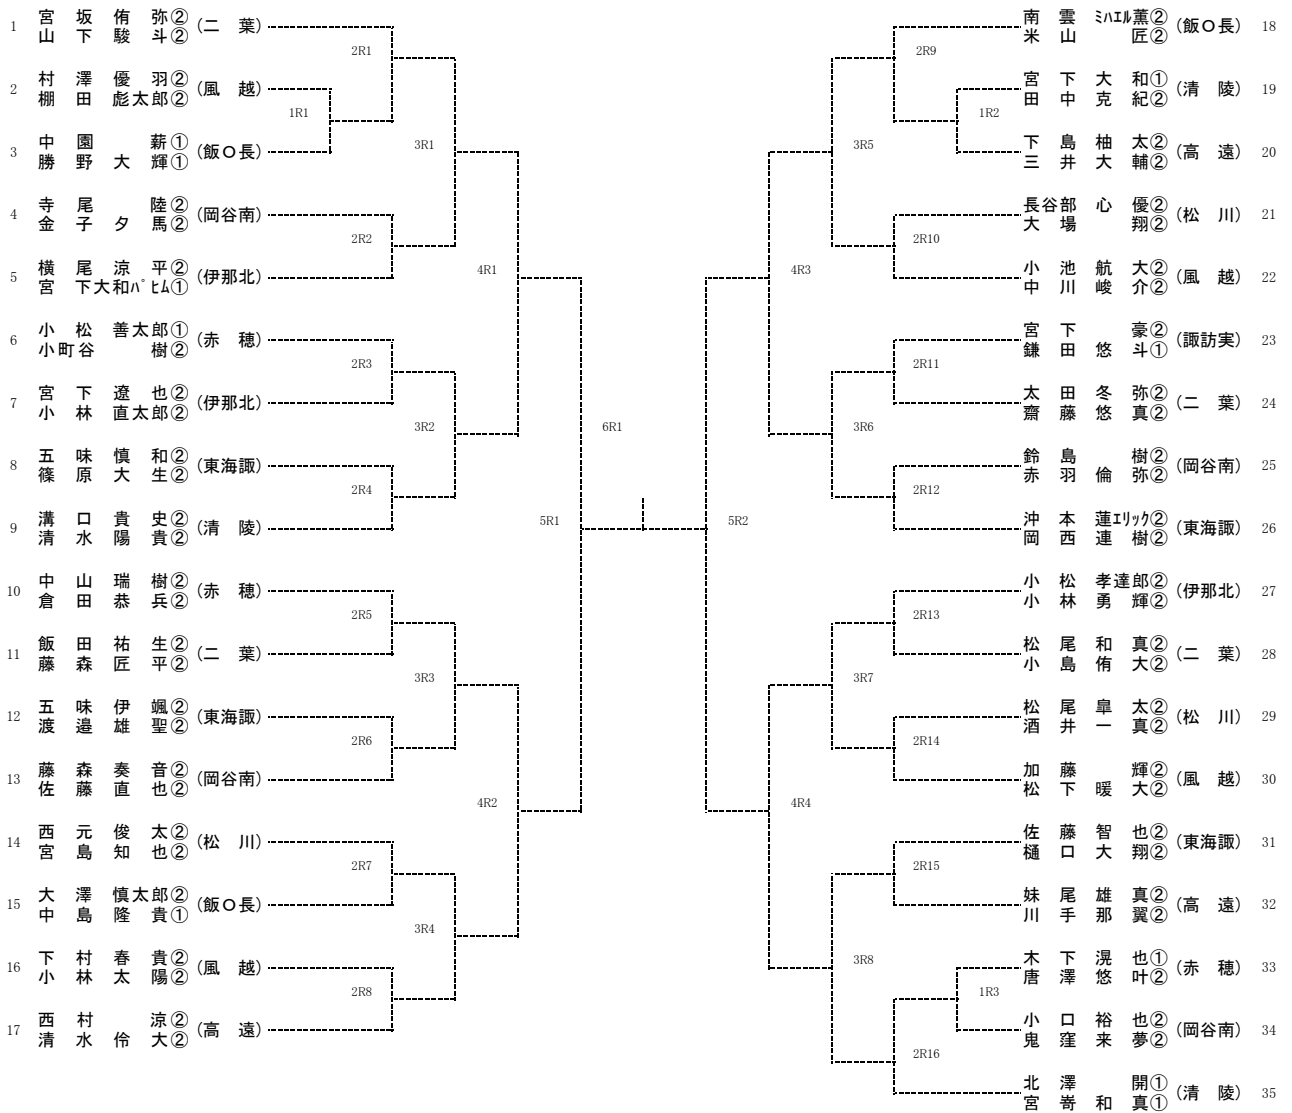 1 宮坂侑弥② (二葉)
山下駿斗②
2 村澤優羽② (風越)
棚田彪太郎②
3 中園薪① (飯O長)
勝野大輝①
4 寺尾陸② (岡谷南)
金子夕馬②
5 横尾涼平② (伊那北)
宮下大和ﾊﾟﾋﾑ①
6 小松善太郎① (赤穂)
小町谷樹②
7 宮下遼也② (伊那北)
小林直太郎②
8 五味慎和② (東海諏)
篠原大生②
9 溝口貴史② (清陵)
清水陽貴②
10 中山瑞樹② (赤穂)
倉田恭兵②
11 飯田祐生② (二葉)
藤森匠平②
12 五味伊颯② (東海諏)
渡邉雄聖②
13 藤森奏音② (岡谷南)
佐藤直也②
14 西元俊太② (松川)
宮島知也②
15 大澤慎太郎② (飯O長)
中島隆貴①
16 下村春貴② (風越)
小林太陽②
17 西村涼② (高遠)
清水伶大②
1R1
2R1
2R2
2R3
2R4
2R5
2R6
2R7
2R8
3R1
3R2
3R3
3R4
4R1
4R2
5R1
6R1
5R2
4R3
4R4
3R5
3R6
3R7
3R8
2R9
2R10
2R11
2R12
2R13
2R14
2R15
2R16
1R2
1R3
南雲ﾐﾊｴﾙ薫② (飯O長) 18
米山匠②
宮下大和① (清陵) 19
田中克紀②
下島柚太② (高遠) 20
三井大輔②
長谷部心優② (松川) 21
大場翔②
小池航大② (風越) 22
中川峻介②
宮下豪② (諏訪実) 23
鎌田悠斗①
太田冬弥② (二葉) 24
齋藤悠真②
鈴島樹② (岡谷南) 25
赤羽倫弥②
沖本蓮ｴﾘｯｸ② (東海諏) 26
岡西連樹②
小松孝達郎② (伊那北) 27
小林勇輝②
松尾和真② (二葉) 28
小島侑大②
松尾皐太② (松川) 29
酒井一真②
加藤輝② (風越) 30
松下暖大②
佐藤智也② (東海諏) 31
樋口大翔②
妹尾雄真② (高遠) 32
川手那翼②
木下滉也① (赤穂) 33
唐澤悠叶②
小口裕也② (岡谷南) 34
鬼窪来夢②
北澤開① (清陵) 35
宮嵜和真①